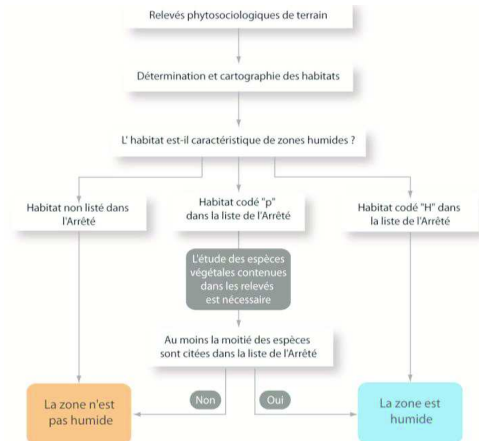 Relevés phytosociologiques de terrain
Détermination et cartographie des habitats
L' habitat est-il caractéristique de zones humides ?
Habitat non listé dans
l'Arrêté
Habitat codé "p"
dans la liste de l'Arrêté
Habitat codé "H" dans
la liste de l'Arrêté
L'étude des espèces
végétales contenues
dans les relevés
est nécessaire
Au moins la moitié des espèces
sont citées dans la liste de l'Arrêté
Non
Oui
La zone n'est
pas humide
La zone est
humide